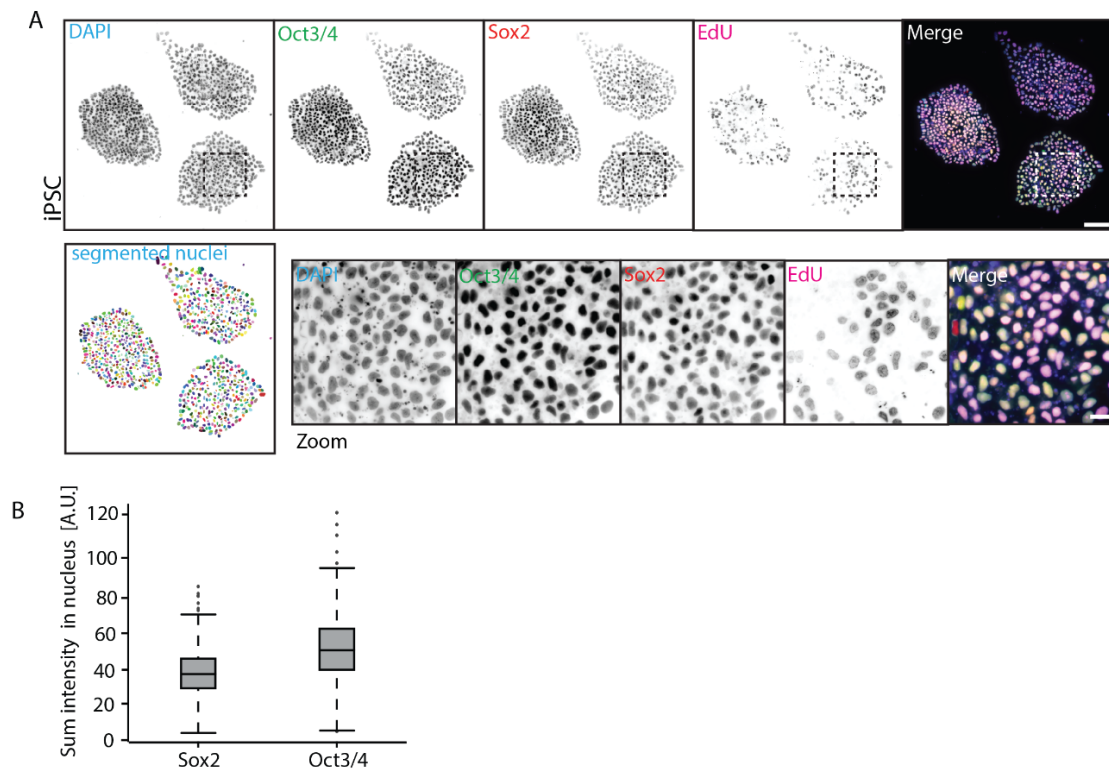 A
DAPI
Oct3/4
Sox2
EdU
Merge
iPSC
segmented nuclei
DAPI
Oct3/4
Sox2
EdU
Merge
Zoom
B
Sum intensity in nucleus [A.U.]
120
100
80
60
40
20
0
Sox2
Oct3/4